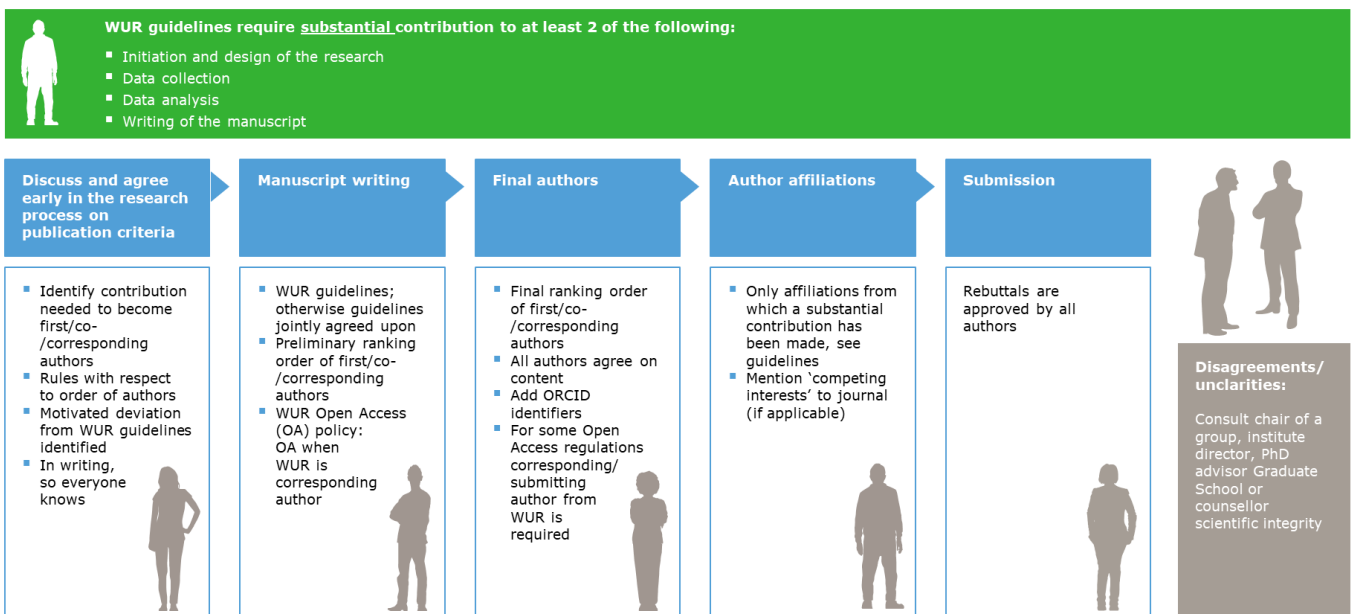 WUR guidelines require substantial contribution to at least 2 of the following:
▪ Initiation and design of the research
▪ Data collection
▪ Data analysis
▪ Writing of the manuscript
Discuss and agree
early in the research
process on
publication criteria
▪ Identify contribution
needed to become
first/co-
/corresponding
authors
▪ Rules with respect
to order of authors
▪ Motivated deviation
from WUR guidelines
identified
▪ In writing,
so everyone
knows
Manuscript writing
▪ WUR guidelines;
otherwise guidelines
jointly agreed upon
▪ Preliminary ranking
order of first/co-
/corresponding
authors
▪ WUR Open Access
(OA) policy:
OA when
WUR is
corresponding
author
Final authors
▪ Final ranking order
of first/co-
/corresponding
authors
▪ All authors agree on
content
▪ Add ORCID
identifiers
▪ For some Open
Access regulations
corresponding/
submitting
author from
WUR is
required
Author affiliations
▪ Only affiliations from
which a substantial
contribution has
been made, see
guidelines
▪ Mention ‘competing
interests’ to journal
(if applicable)
Submission
Rebuttals are
approved by all
authors
Disagreements/
unclarities:
Consult chair of a
group, institute
director, PhD
advisor Graduate
School or
counsellor
scientific integrity